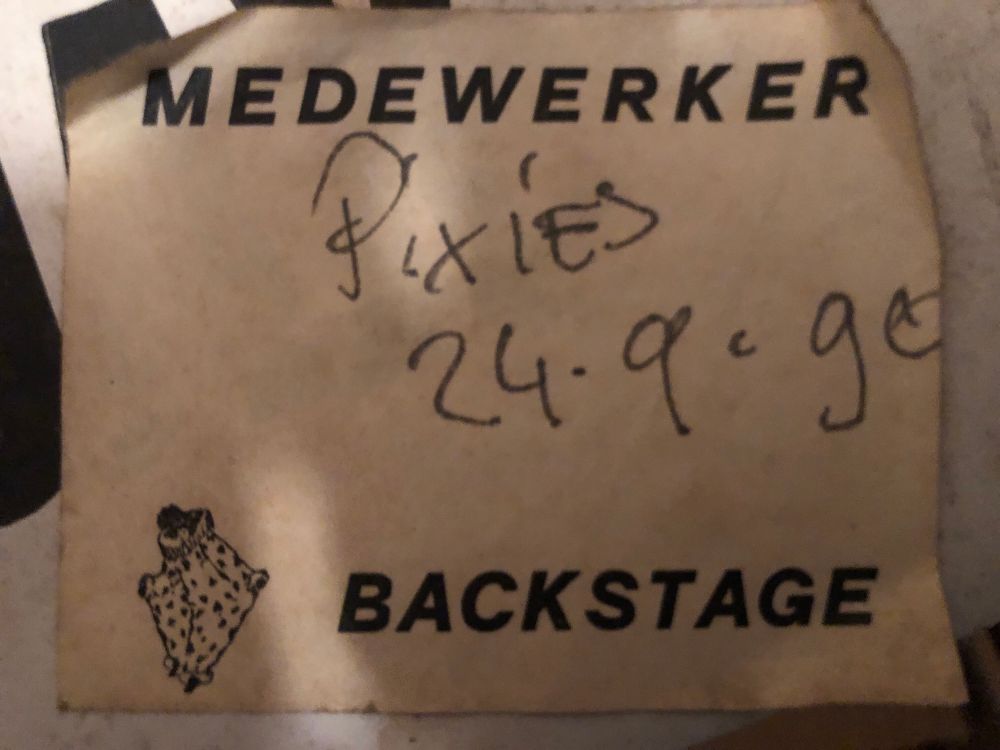 MEDEWERKER
PiXiES
24.9.90
BACKSTAGE